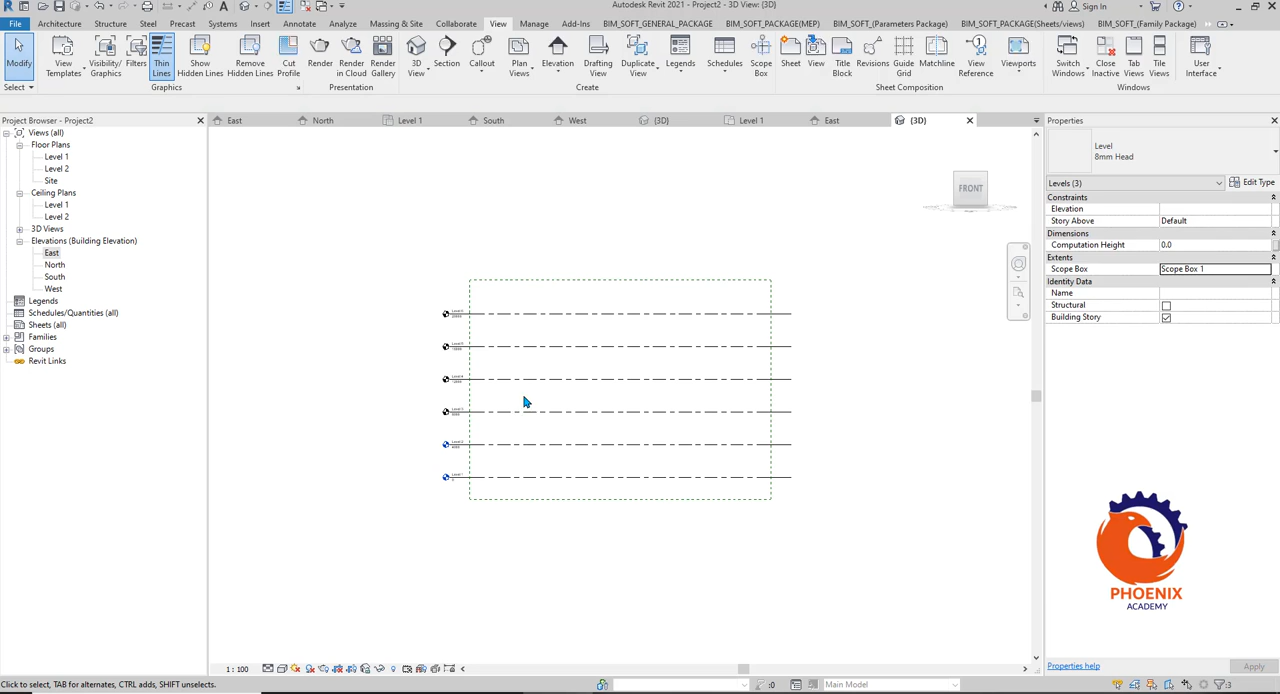 Autodesk Revit 2021 - Project2 - 3D View: {3D}
Sign In
File Architecture Structure Steel Precast Systems Insert Annotate Analyze Massing & Site Collaborate View Manage Add-Ins BIM_SOFT_GENERAL_PACKAGE BIM_SOFT_PACKAGE(MEP) BIM_SOFT_(Parameters Package) BIM_SOFT_PACKAGE(Sheets/views) BIM_SOFT_(Family Package)
Modify
View Templates
Visibility/ Graphics
Filters
Thin Lines
Show Hidden Lines
Remove Hidden Lines
Cut Profile
Render
Render in Cloud
Render Gallery
3D View
Section
Callout
Plan Views
Elevation
Drafting View
Duplicate View
Legends
Schedules
Scope Box
Sheet
View
Title Block
Revisions
Guide Grid
Matchline
View Reference
Viewports
Switch Windows
Close Inactive
Tab Views
Tile Views
User Interface
Select
Graphics
Presentation
Create
Sheet Composition
Windows
Project Browser - Project2
Views (all)
Floor Plans
Level 1
Level 2
Site
Ceiling Plans
Level 1
Level 2
3D Views
Elevations (Building Elevation)
East
North
South
West
Legends
Schedules/Quantities (all)
Sheets (all)
Families
Groups
Revit Links
East North Level 1 South West {3D} Level 1 East {3D}
FRONT
Properties
Level
8mm Head
Levels (3)
Edit Type
Constraints
Elevation
Story Above Default
Dimensions
Computation Height 0.0
Extents
Scope Box Scope Box 1
Identity Data
Name
Structural
Building Story
PHOENIX
ACADEMY
Properties help
Apply
1 : 100
Click to select, TAB for alternates, CTRL adds, SHIFT unselects.
:0
Main Model
:3